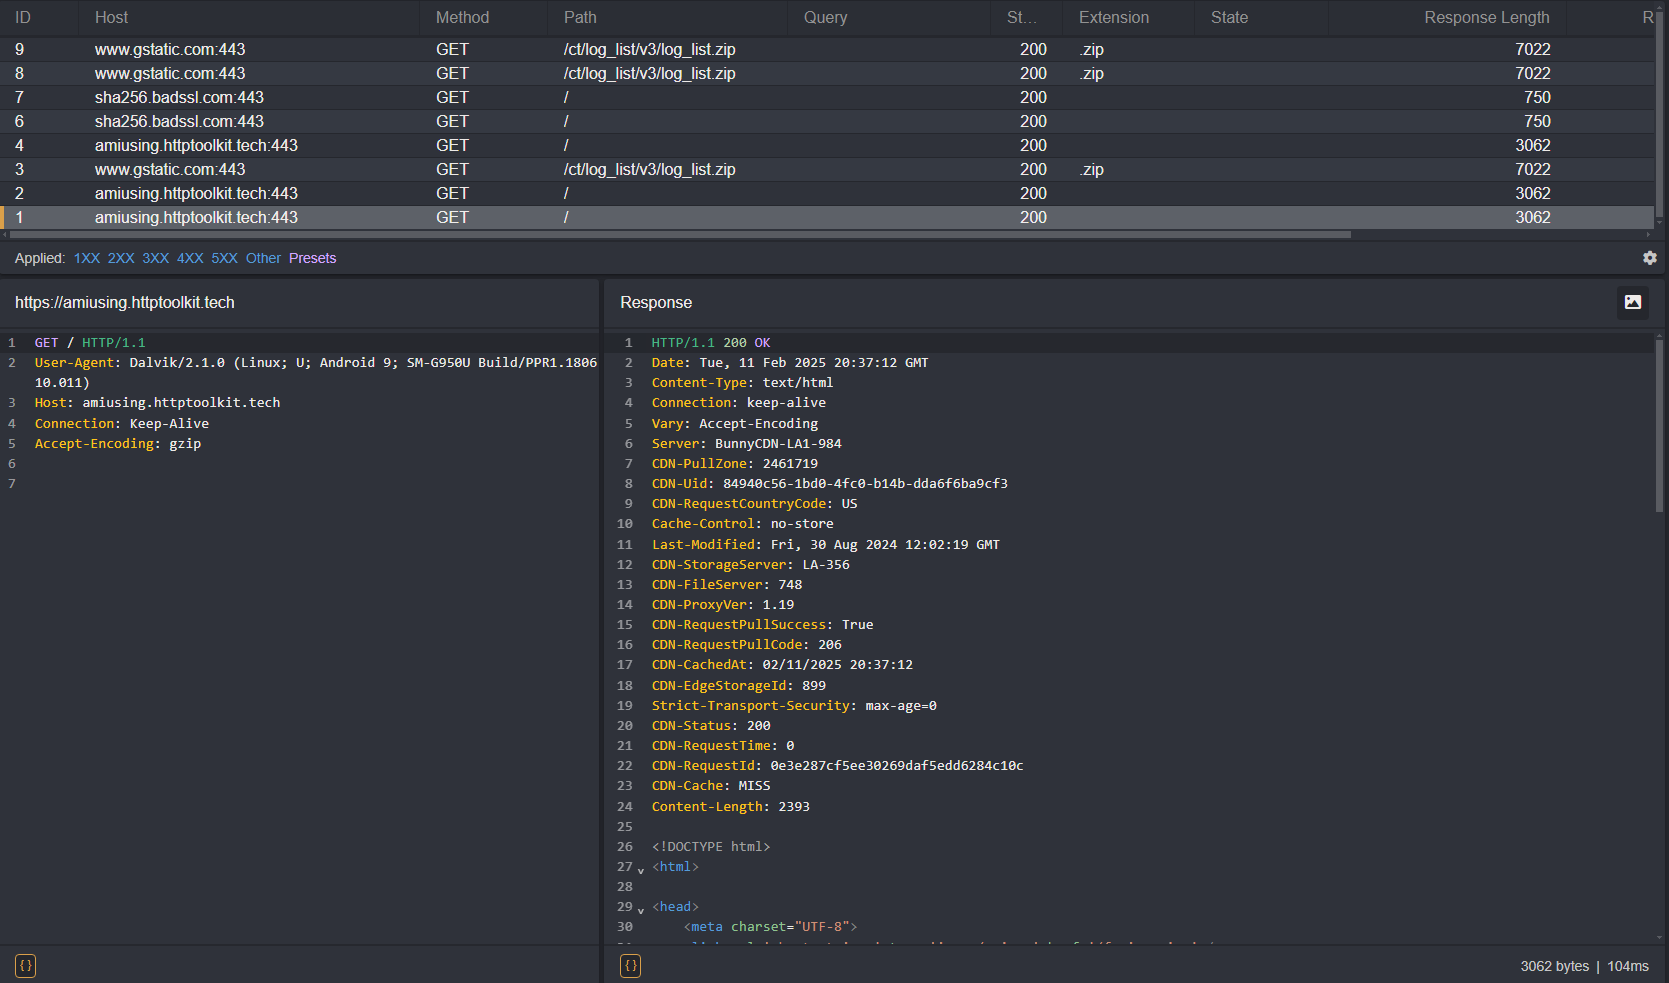 ID Host Method Path Query St... Extension State Response Length R
9 www.gstatic.com:443 GET /ct/log_list/v3/log_list.zip 200 .zip 7022
8 www.gstatic.com:443 GET /ct/log_list/v3/log_list.zip 200 .zip 7022
7 sha256.badssl.com:443 GET / 200 750
6 sha256.badssl.com:443 GET / 200 750
4 amiusing.httptoolkit.tech:443 GET / 200 3062
3 www.gstatic.com:443 GET /ct/log_list/v3/log_list.zip 200 .zip 7022
2 amiusing.httptoolkit.tech:443 GET / 200 3062
1 amiusing.httptoolkit.tech:443 GET / 200 3062
Applied: 1XX 2XX 3XX 4XX 5XX Other Presets
https://amiusing.httptoolkit.tech
1 GET / HTTP/1.1
2 User-Agent: Dalvik/2.1.0 (Linux; U; Android 9; SM-G950U Build/PPR1.1806
10.011)
3 Host: amiusing.httptoolkit.tech
4 Connection: Keep-Alive
5 Accept-Encoding: gzip
6
7
{}
Response
1 HTTP/1.1 200 OK
2 Date: Tue, 11 Feb 2025 20:37:12 GMT
3 Content-Type: text/html
4 Connection: keep-alive
5 Vary: Accept-Encoding
6 Server: BunnyCDN-LA1-984
7 CDN-PullZone: 2461719
8 CDN-Uid: 84940c56-1bd0-4fc0-b14b-dda6f6ba9cf3
9 CDN-RequestCountryCode: US
10 Cache-Control: no-store
11 Last-Modified: Fri, 30 Aug 2024 12:02:19 GMT
12 CDN-StorageServer: LA-356
13 CDN-FileServer: 748
14 CDN-ProxyVer: 1.19
15 CDN-RequestPullSuccess: True
16 CDN-RequestPullCode: 206
17 CDN-CachedAt: 02/11/2025 20:37:12
18 CDN-EdgeStorageId: 899
19 Strict-Transport-Security: max-age=0
20 CDN-Status: 200
21 CDN-RequestTime: 0
22 CDN-RequestId: 0e3e287cf5ee30269daf5edd6284c10c
23 CDN-Cache: MISS
24 Content-Length: 2393
25
26 <!DOCTYPE html>
27 <html>
28
29 <head>
30 <meta charset="UTF-8">
{}
3062 bytes | 104ms